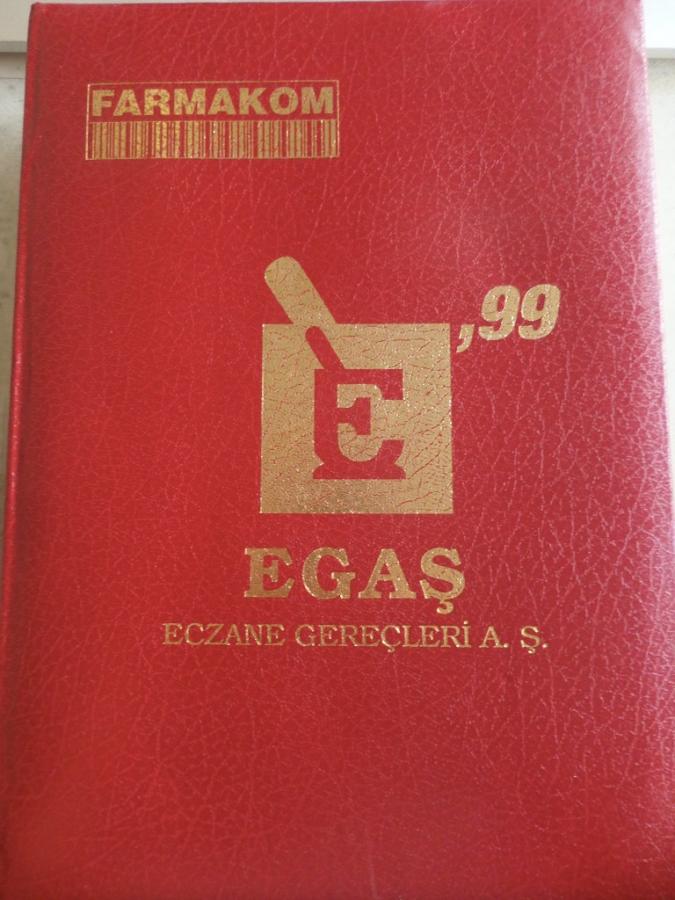 FARMAKOM
,99
E
EGAŞ
ECZANE GEREÇLERİ A. Ş.